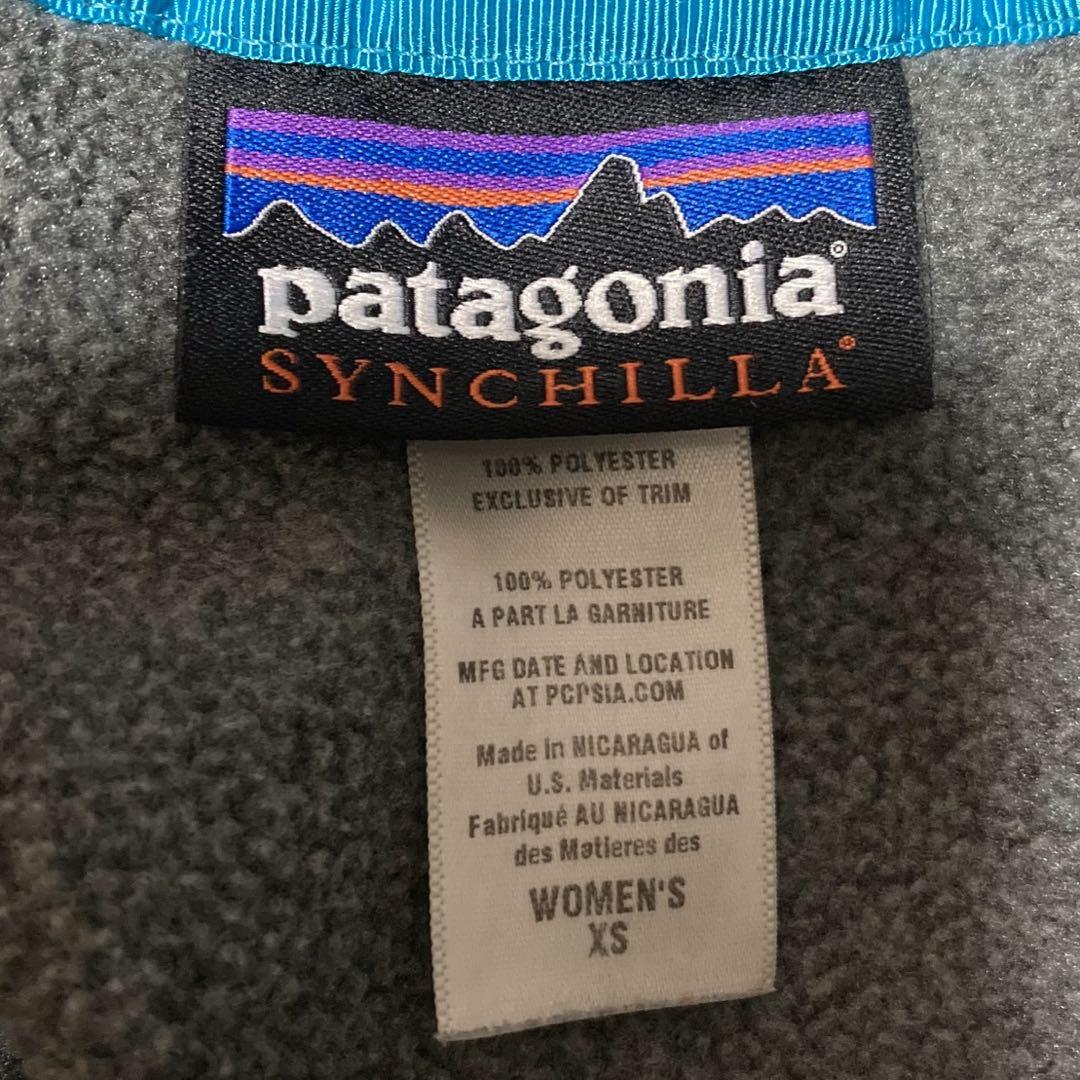 patagonia®
SYNCHILLA®
100% POLYESTER
EXCLUSIVE OF TRIM
100% POLYESTER
A PART LA GARNITURE
MFG DATE AND LOCATION
AT PCPSIA.COM
Made in NICARAGUA of
U.S. Materials
Fabriqué AU NICARAGUA
des Matieres des
WOMEN'S
XS